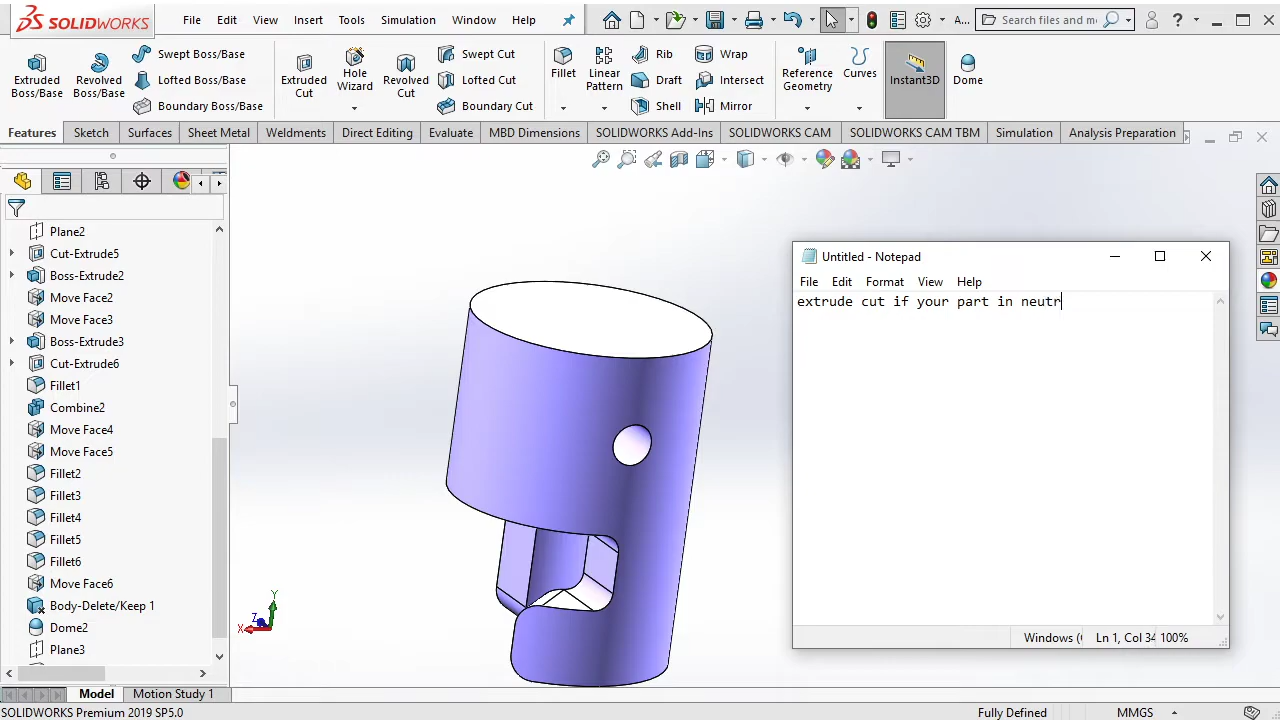 SOLIDWORKS File Edit View Insert Tools Simulation Window Help A... Search files and m
Extruded Boss/Base
Revolved Boss/Base
Swept Boss/Base
Lofted Boss/Base
Boundary Boss/Base
Extruded Cut
Hole Wizard
Revolved Cut
Swept Cut
Lofted Cut
Boundary Cut
Fillet
Linear Pattern
Rib
Draft
Shell
Wrap
Intersect
Mirror
Reference Geometry
Curves
Instant3D
Dome
Features Sketch Surfaces Sheet Metal Weldments Direct Editing Evaluate MBD Dimensions SOLIDWORKS Add-Ins SOLIDWORKS CAM SOLIDWORKS CAM TBM Simulation Analysis Preparation
Plane2
Cut-Extrude5
Boss-Extrude2
Move Face2
Move Face3
Boss-Extrude3
Cut-Extrude6
Fillet1
Combine2
Move Face4
Move Face5
Fillet2
Fillet3
Fillet4
Fillet5
Fillet6
Move Face6
Body-Delete/Keep 1
Dome2
Plane3
Y
Z
X
Untitled - Notepad
File Edit Format View Help
extrude cut if your part in neutr
Windows ( Ln 1, Col 34 100%
Model Motion Study 1
SOLIDWORKS Premium 2019 SP5.0 Fully Defined MMGS